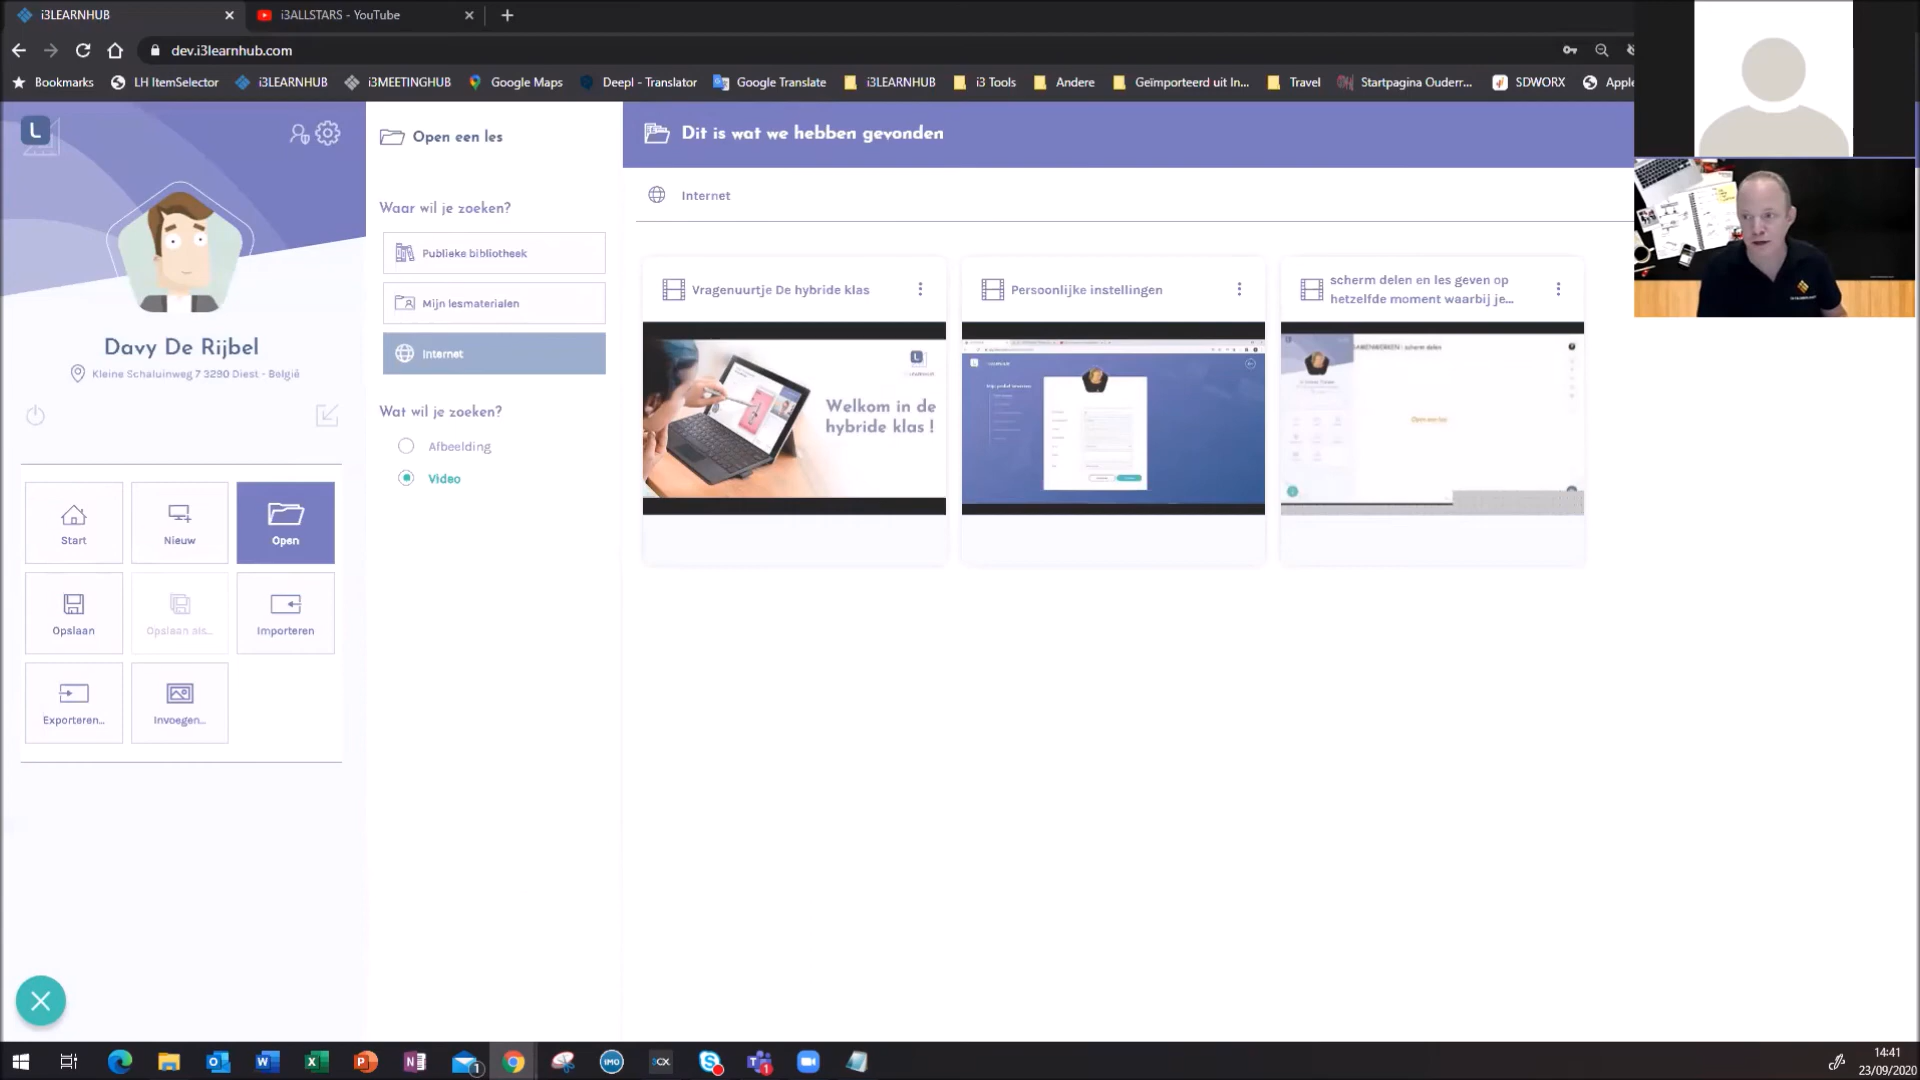 i3LEARNHUB
i3ALLSTARS - YouTube
dev.i3learnhub.com
Bookmarks
LH ItemSelector
i3LEARNHUB
i3MEETINGHUB
Google Maps
Deepl - Translator
Google Translate
i3LEARNHUB
i3 Tools
Andere
Geïmporteerd uit In...
Travel
Startpagina Ouderr...
SDWORX
Apple
L
Open een les
Dit is wat we hebben gevonden
Waar wil je zoeken?
Internet
Publieke bibliotheek
Mijn lesmaterialen
Internet
Vragenuurtje De hybride klas
Persoonlijke instellingen
scherm delen en les geven op
hetzelfde moment waarbij je...
Davy De Rijbel
Kleine Schaluinweg 7 3290 Diest - België
Wat wil je zoeken?
Afbeelding
Video
Welkom in de
hybride klas !
Open een les
Start
Nieuw
Open
Opslaan
Opslaan als...
Importeren
Exporteren...
Invoegen...
14:41
23/09/2020